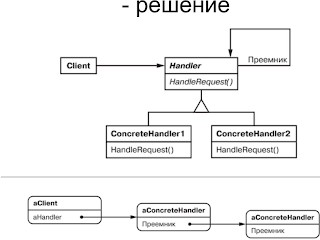 - решение
Client
Handler
Преемник
HandleRequest()
ConcreteHandler1
ConcreteHandler2
HandleRequest()
HandleRequest()
aClient
aHandler
aConcreteHandler
Преемник
aConcreteHandler
Преемник